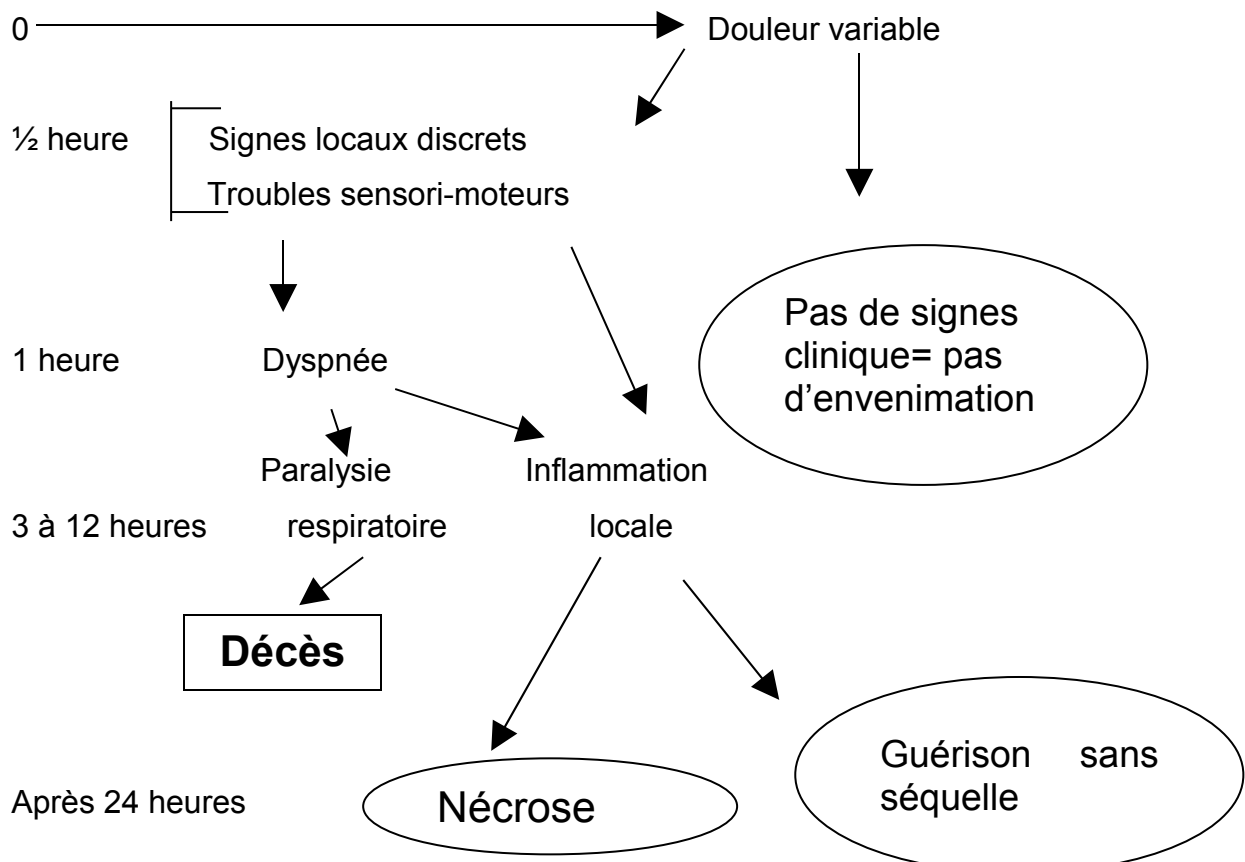 0 Douleur variable
½ heure Signes locaux discrets
Troubles sensori-moteurs
Pas de signes
clinique= pas
d’envenimation
1 heure Dyspnée
Paralysie Inflammation
3 à 12 heures respiratoire locale
Décès
Guérison sans
séquelle
Après 24 heures Nécrose